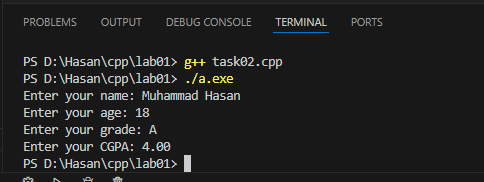 PROBLEMS OUTPUT DEBUG CONSOLE TERMINAL PORTS
PS D:\Hasan\cpp\lab01> g++ task02.cpp
PS D:\Hasan\cpp\lab01> ./a.exe
Enter your name: Muhammad Hasan
Enter your age: 18
Enter your grade: A
Enter your CGPA: 4.00
PS D:\Hasan\cpp\lab01>